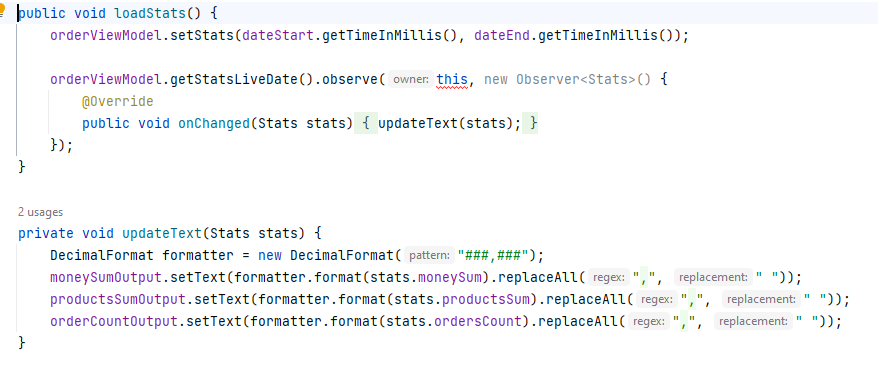 public void loadStats() {
orderViewModel.setStats(dateStart.getTimeInMillis(), dateEnd.getTimeInMillis());
orderViewModel.getStatsLiveDate().observe( owner: this, new Observer<Stats>() {
@Override
public void onChanged(Stats stats) { updateText(stats); }
});
}
2 usages
private void updateText(Stats stats) {
DecimalFormat formatter = new DecimalFormat( pattern: "###,###");
moneySumOutput.setText(formatter.format(stats.moneySum).replaceAll( regex: ",", replacement: " "));
productsSumOutput.setText(formatter.format(stats.productsSum).replaceAll( regex: ",", replacement: " "));
orderCountOutput.setText(formatter.format(stats.ordersCount).replaceAll( regex: ",", replacement: " "));
}